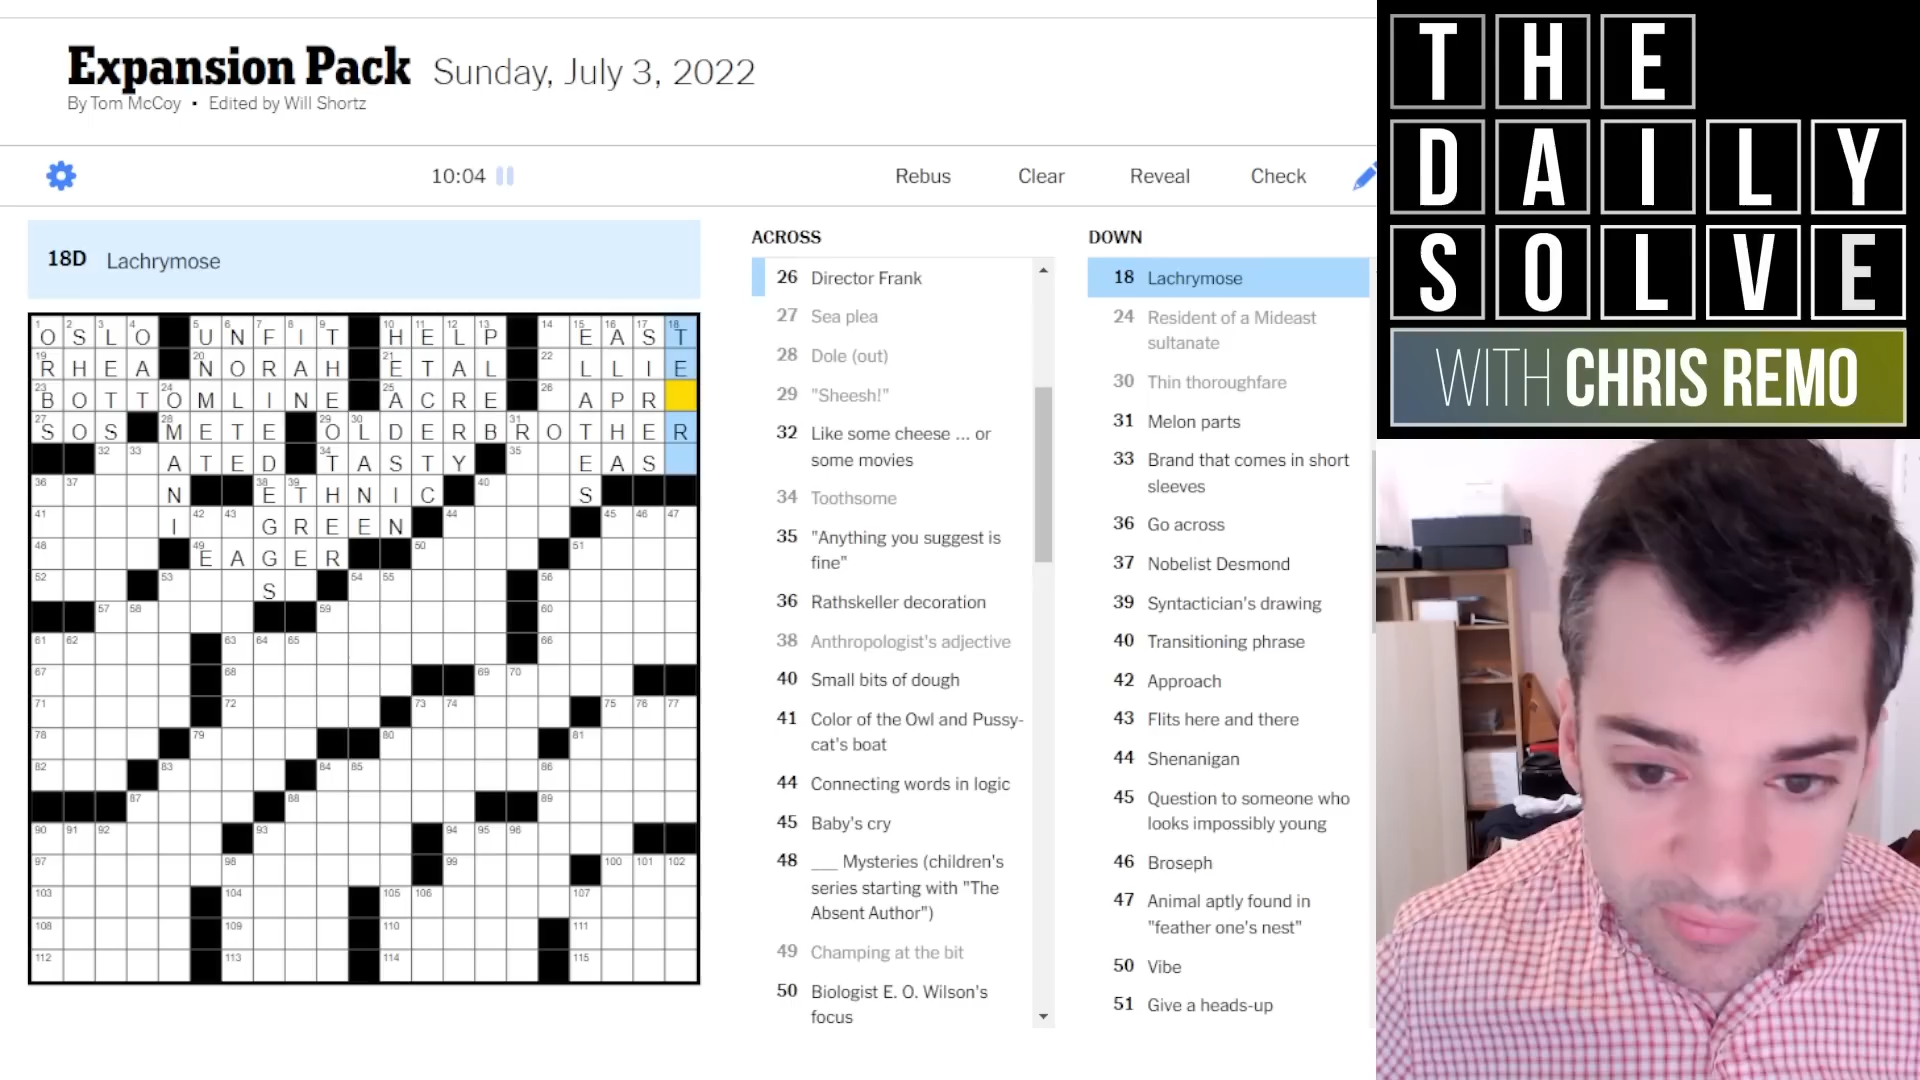 Expansion Pack Sunday, July 3, 2022
By Tom McCoy • Edited by Will Shortz
10:04
Rebus Clear Reveal Check
18D Lachrymose
O S L O U N F I T H E L P E A S T
R H E A N O R A H E T A L L L I E
B O T T O M L I N E A C R E A P R
S O S M E T E O L D E R B R O T H E R
A T E D T A S T Y E A S
N E T H N I C S
I G R E E N
E A G E R
S
ACROSS
26 Director Frank
27 Sea plea
28 Dole (out)
29 "Sheesh!"
32 Like some cheese ... or
some movies
34 Toothsome
35 "Anything you suggest is
fine"
36 Rathskeller decoration
38 Anthropologist's adjective
40 Small bits of dough
41 Color of the Owl and Pussy-
cat's boat
44 Connecting words in logic
45 Baby's cry
48 ___ Mysteries (children's
series starting with "The
Absent Author")
49 Champing at the bit
50 Biologist E. O. Wilson's
focus
DOWN
18 Lachrymose
24 Resident of a Mideast
sultanate
30 Thin thoroughfare
31 Melon parts
33 Brand that comes in short
sleeves
36 Go across
37 Nobelist Desmond
39 Syntactician's drawing
40 Transitioning phrase
42 Approach
43 Flits here and there
44 Shenanigan
45 Question to someone who
looks impossibly young
46 Broseph
47 Animal aptly found in
"feather one's nest"
50 Vibe
51 Give a heads-up
THE
DAILY
SOLVE
WITH CHRIS REMO